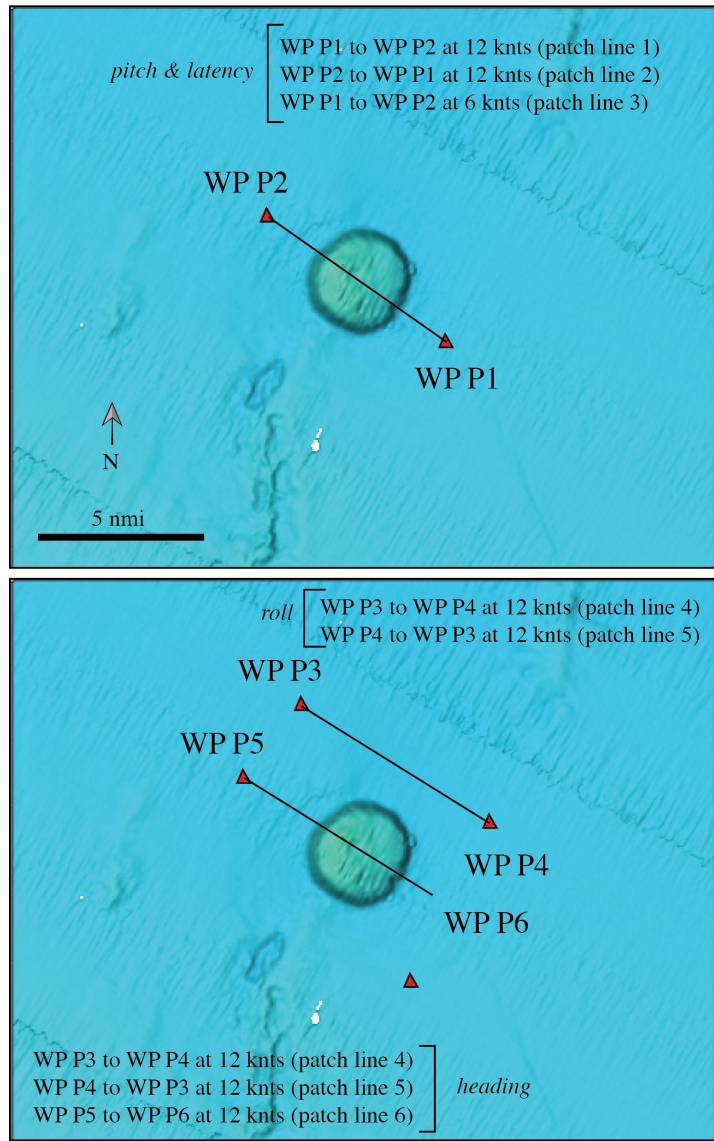 WP P1 to WP P2 at 12 knts (patch line 1)
pitch & latency
WP P2 to WP P1 at 12 knts (patch line 2)
WP P1 to WP P2 at 6 knts (patch line 3)
WP P2
WP P1
N
5 nmi
WP P3 to WP P4 at 12 knts (patch line 4)
roll
WP P4 to WP P3 at 12 knts (patch line 5)
WP P3
WP P5
WP P4
WP P6
WP P3 to WP P4 at 12 knts (patch line 4)
WP P4 to WP P3 at 12 knts (patch line 5)
heading
WP P5 to WP P6 at 12 knts (patch line 6)